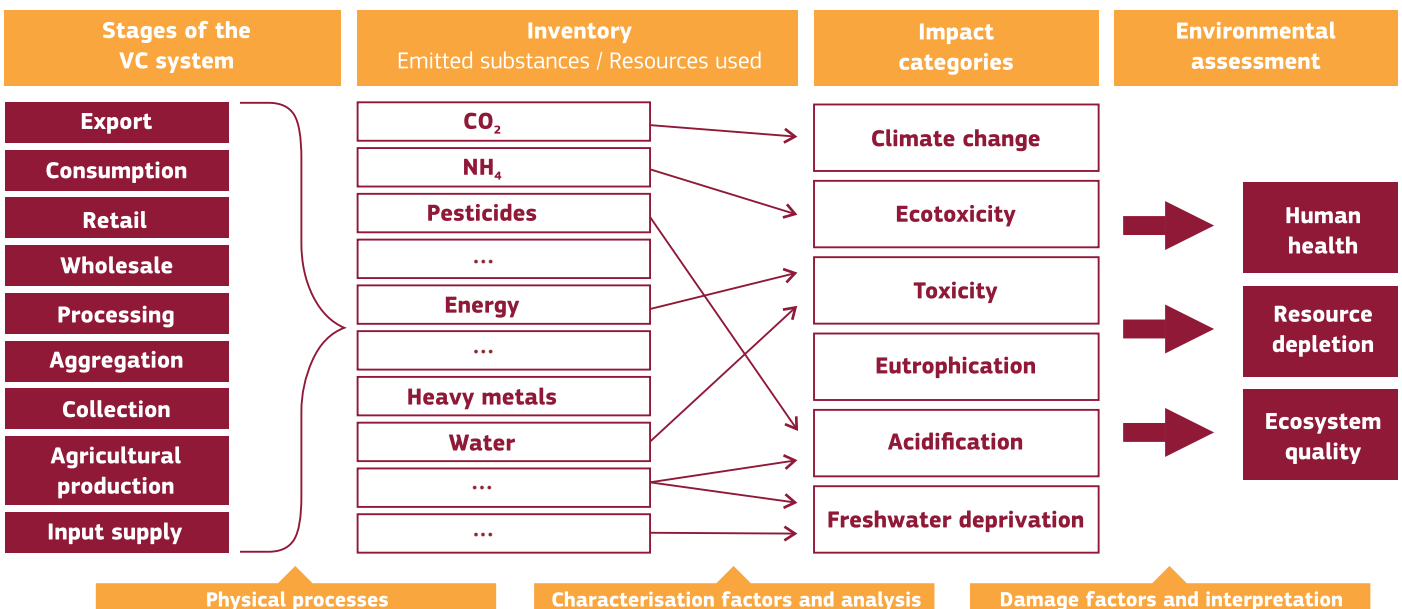 Stages of the
VC system
Inventory
Emitted substances / Resources used
Impact
categories
Environmental
assessment
Export
Consumption
Retail
Wholesale
Processing
Aggregation
Collection
Agricultural
production
Input supply
CO₂
NH₄
Pesticides
...
Energy
...
Heavy metals
Water
...
...
Climate change
Ecotoxicity
Toxicity
Eutrophication
Acidification
Freshwater deprivation
Human
health
Resource
depletion
Ecosystem
quality
Physical processes
Characterisation factors and analysis
Damage factors and interpretation